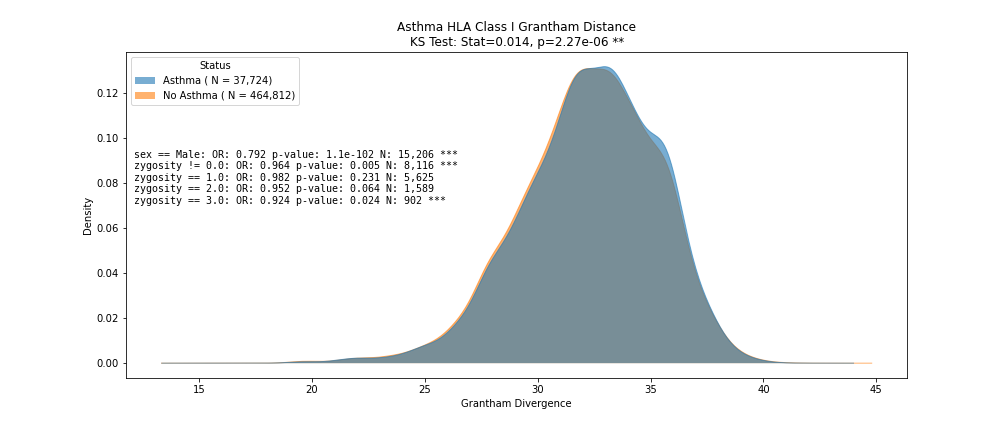 Asthma HLA Class I Grantham Distance
KS Test: Stat=0.014, p=2.27e-06 **
Status
Asthma ( N = 37,724)
No Asthma ( N = 464,812)
sex == Male: OR: 0.792 p-value: 1.1e-102 N: 15,206 ***
zygosity != 0.0: OR: 0.964 p-value: 0.005 N: 8,116 ***
zygosity == 1.0: OR: 0.982 p-value: 0.231 N: 5,625
zygosity == 2.0: OR: 0.952 p-value: 0.064 N: 1,589
zygosity == 3.0: OR: 0.924 p-value: 0.024 N: 902 ***
Density
0.12
0.10
0.08
0.06
0.04
0.02
0.00
15 20 25 30 35 40 45
Grantham Divergence